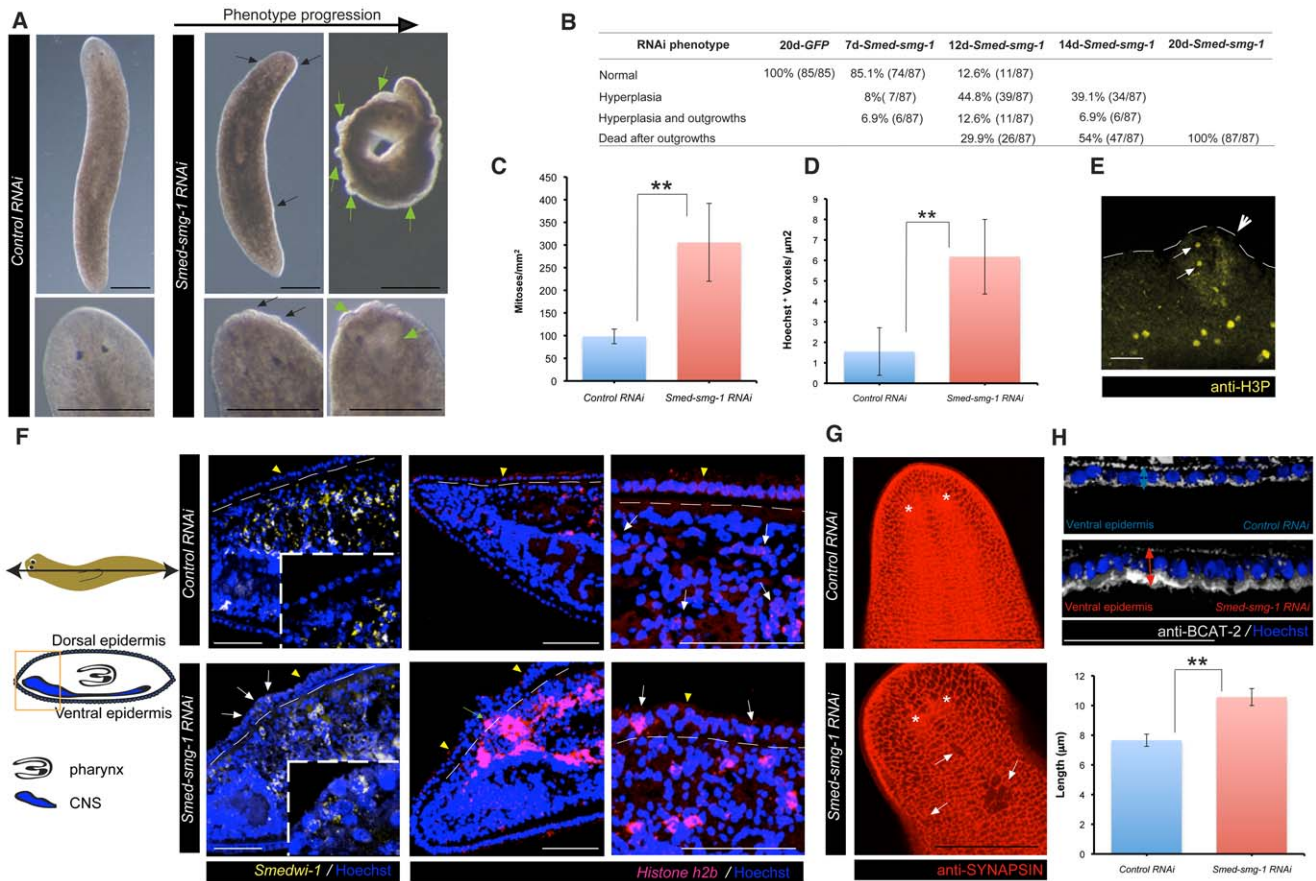 A
Phenotype progression
Control RNAi
Smed-smg-1 RNAi
B
RNAi phenotype 20d-GFP 7d-Smed-smg-1 12d-Smed-smg-1 14d-Smed-smg-1 20d-Smed-smg-1
Normal 100% (85/85) 85.1% (74/87) 12.6% (11/87)
Hyperplasia 8%( 7/87) 44.8% (39/87) 39.1% (34/87)
Hyperplasia and outgrowths 6.9% (6/87) 12.6% (11/87) 6.9% (6/87)
Dead after outgrowths 29.9% (26/87) 54% (47/87) 100% (87/87)
C
Mitoses/mm²
450
400
350
300
250
200
150
100
50
0
**
Control RNAi Smed-smg-1 RNAi
D
Hoechst * Voxels/ µm2
9
8
7
6
5
4
3
2
1
0
**
Control RNAi Smed-smg-1 RNAi
E
anti-H3P
F
Dorsal epidermis
Ventral epidermis
pharynx
CNS
Control RNAi
Smed-smg-1 RNAi
Smedwi-1 / Hoechst
Histone h2b / Hoechst
G
Control RNAi
*
*
Smed-smg-1 RNAi
*
*
anti-SYNAPSIN
H
Ventral epidermis Control RNAi
Ventral epidermis Smed-smg-1 RNAi
anti-BCAT-2 / Hoechst
Length (µm)
12
10
8
6
4
2
0
**
Control RNAi Smed-smg-1 RNAi